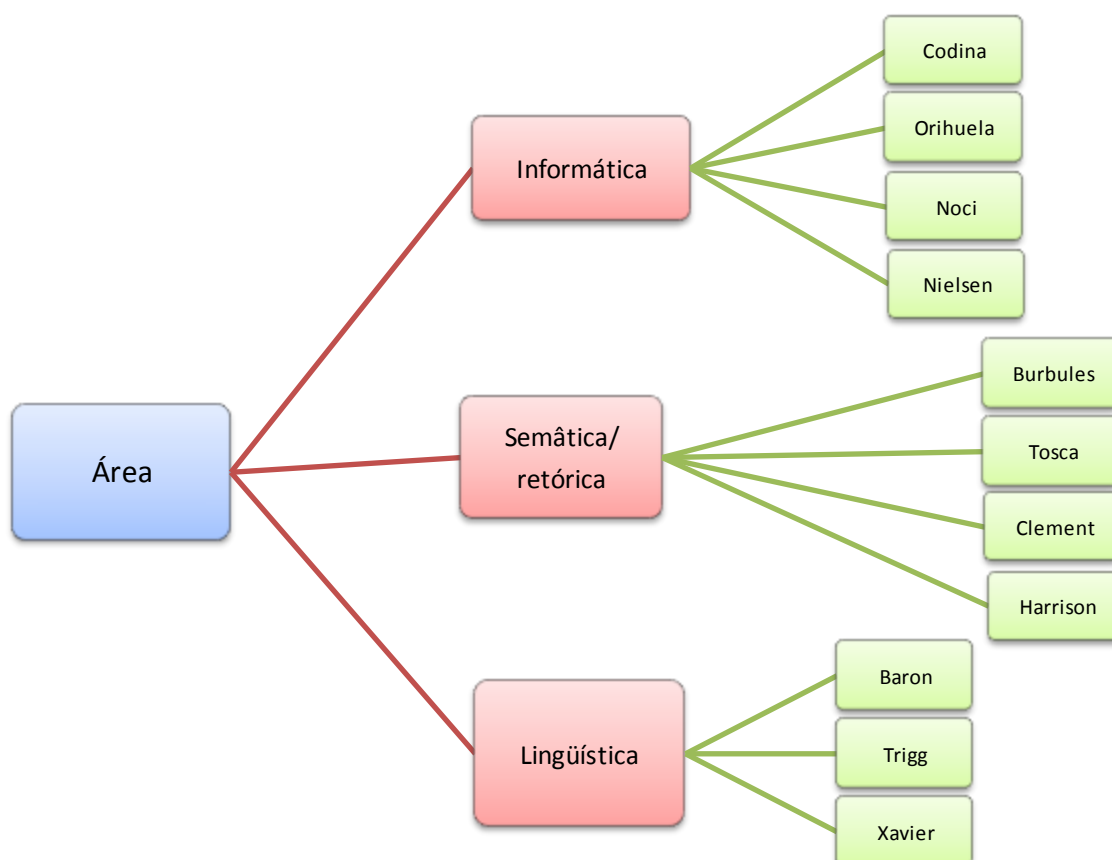 Área
Informática
Codina
Orihuela
Noci
Nielsen
Semâtica/
retórica
Burbules
Tosca
Clement
Harrison
Lingüística
Baron
Trigg
Xavier